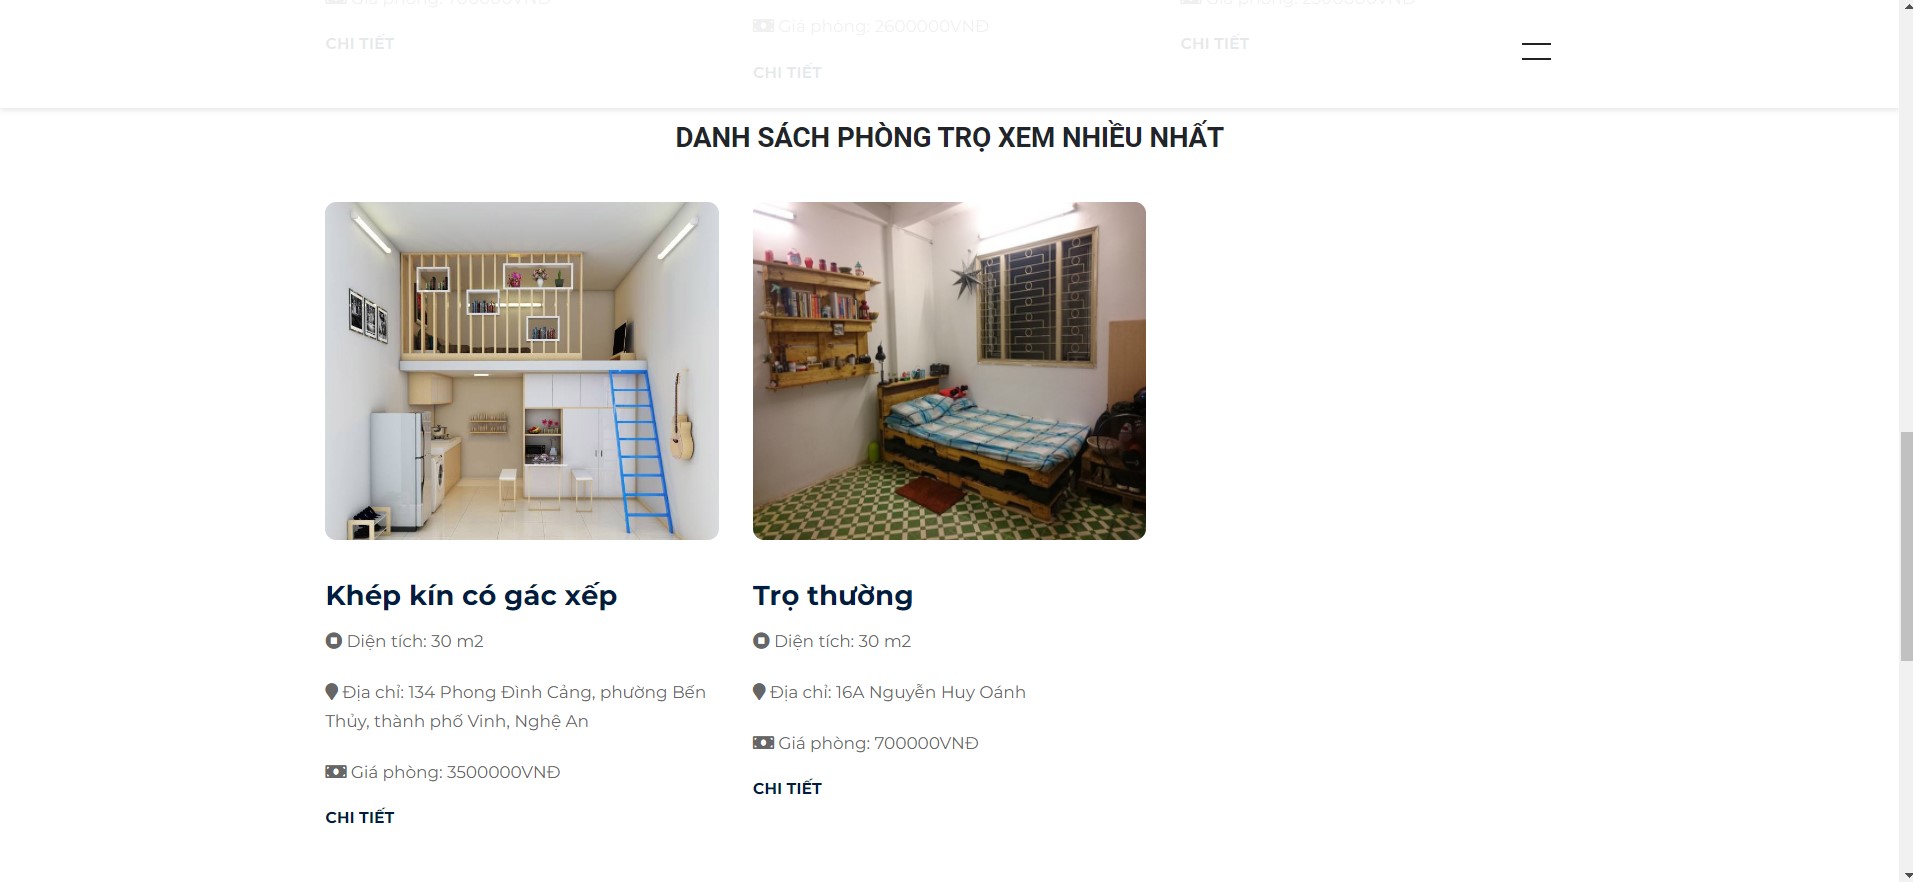 Giá phòng: 2600000VNĐ
CHI TIẾT
CHI TIẾT
CHI TIẾT
DANH SÁCH PHÒNG TRỌ XEM NHIỀU NHẤT
Khép kín có gác xếp
Diện tích: 30 m2
Địa chỉ: 134 Phong Đình Cảng, phường Bến
Thủy, thành phố Vinh, Nghệ An
Giá phòng: 3500000VNĐ
CHI TIẾT
Trọ thường
Diện tích: 30 m2
Địa chỉ: 16A Nguyễn Huy Oánh
Giá phòng: 700000VNĐ
CHI TIẾT